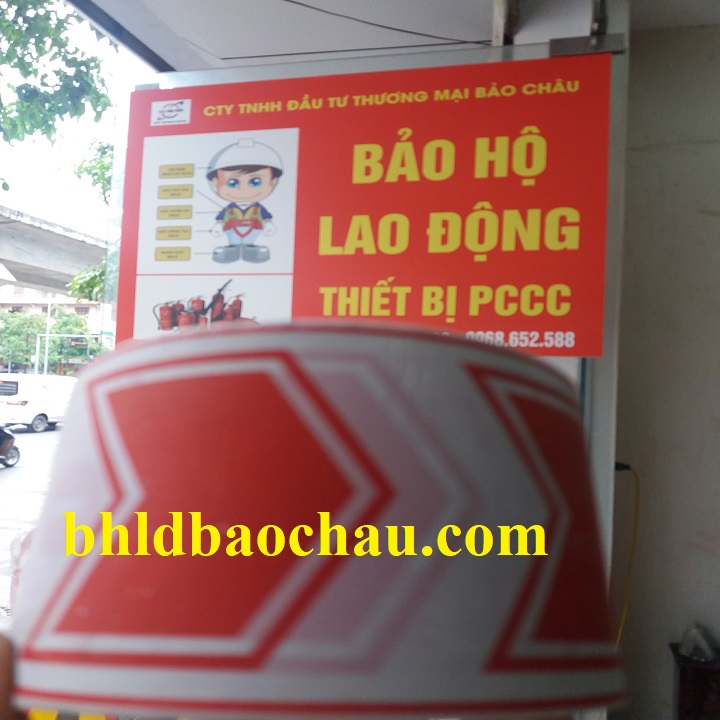 CTY TNHH ĐẦU TƯ THƯƠNG MẠI BẢO CHÂU
BẢO HỘ
LAO ĐỘNG
THIẾT BỊ PCCC
0968.652.588
bhldbaochau.com